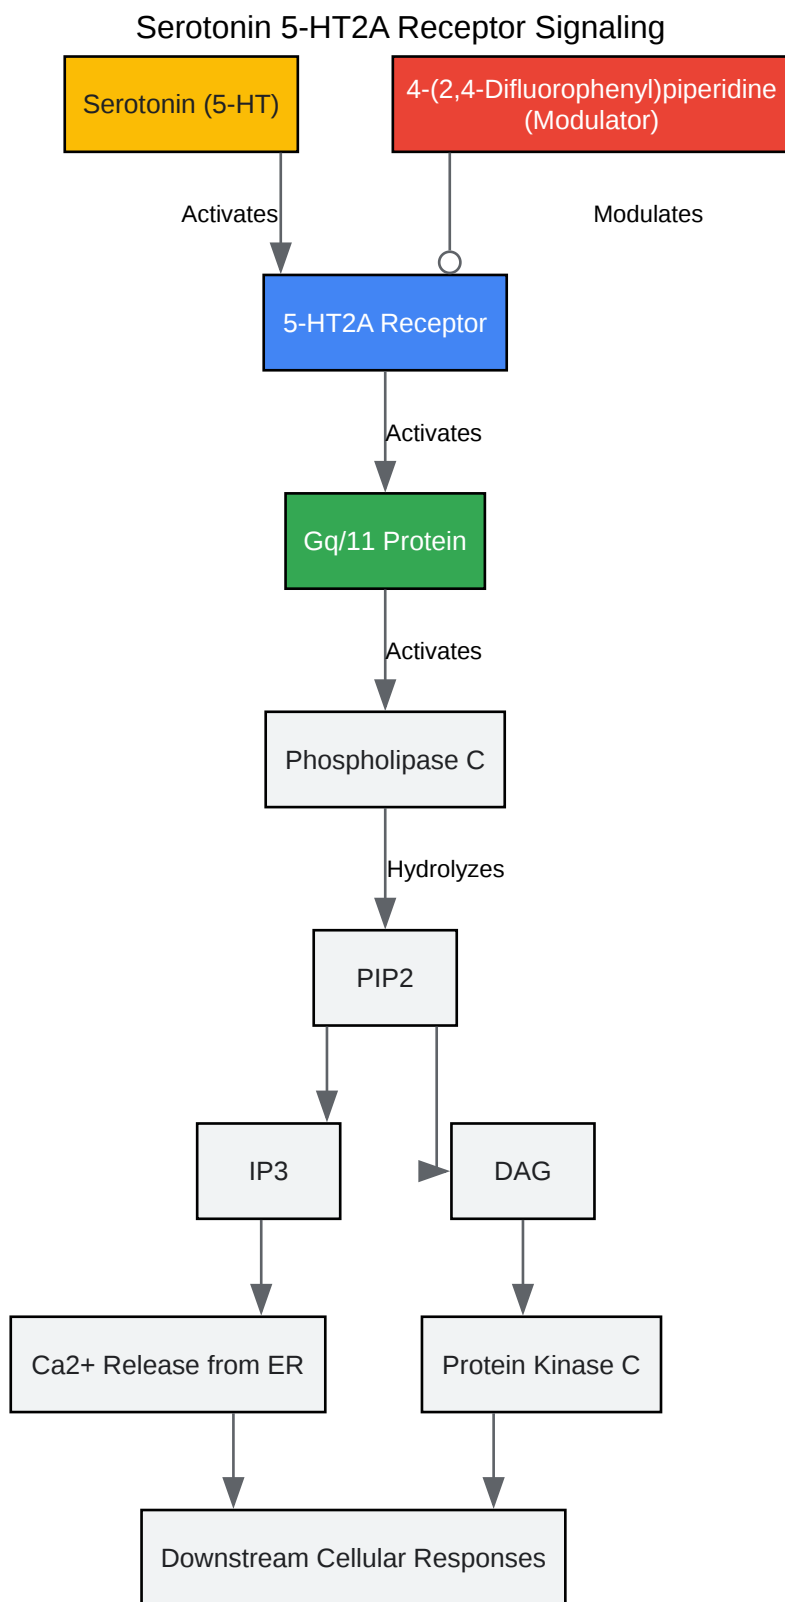 Serotonin 5-HT2A Receptor Signaling
Serotonin (5-HT)
4-(2,4-Difluorophenyl)piperidine
(Modulator)
Activates
Modulates
5-HT2A Receptor
Activates
Gq/11 Protein
Activates
Phospholipase C
Hydrolyzes
PIP2
IP3
DAG
Ca2+ Release from ER
Protein Kinase C
Downstream Cellular Responses